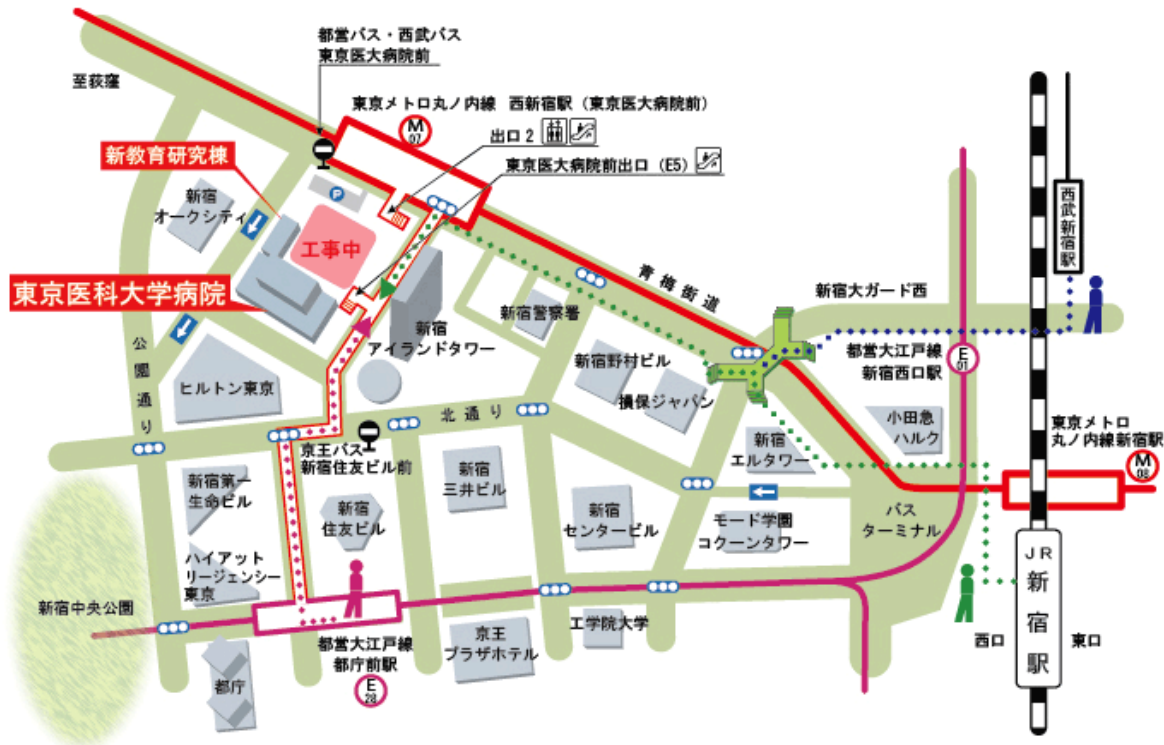 都営バス・西武バス
東京医大病院前
至荻窪
東京メトロ丸ノ内線 西新宿駅（東京医大病院前）
M
07
出口2
東京医大病院前出口（E5）
新教育研究棟
新宿
オークシティ
P
工事中
東京医科大学病院
新宿
アイランドタワー
新宿警察署
青梅街道
新宿大ガード西
西武新宿駅
都営大江戸線
新宿西口駅
E
01
公園通り
ヒルトン東京
新宿野村ビル
損保ジャパン
小田急
ハルク
北通り
東京メトロ
丸ノ内線新宿駅
M
08
京王バス
新宿住友ビル前
新宿
エルタワー
新宿第一
生命ビル
新宿
三井ビル
新宿
住友ビル
新宿
センタービル
モード学園
コクーンタワー
バス
ターミナル
ハイアット
リージェンシー
東京
JR
新宿駅
新宿中央公園
西口
東口
都営大江戸線
都庁前駅
E
28
京王
プラザホテル
工学院大学
都庁